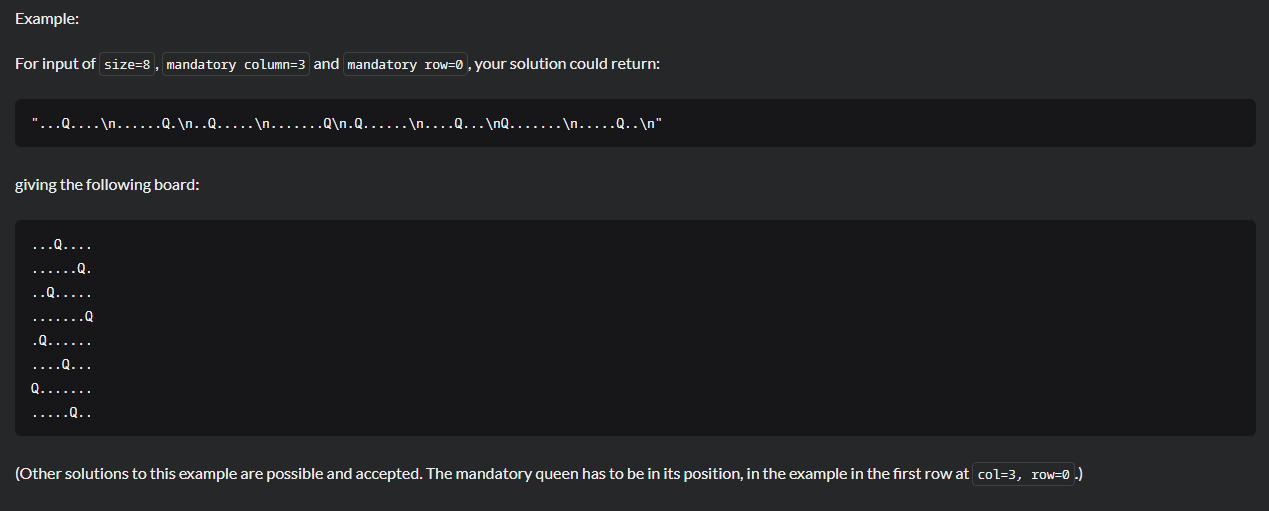 Example:
For input of size=8, mandatory column=3 and mandatory row=0, your solution could return:
"...Q....\n......Q.\n..Q.....\n.......Q\n.Q......\n....Q...\nQ.......\n.....Q..\n"
giving the following board:
...Q....
......Q.
..Q.....
.......Q
.Q......
....Q...
Q.......
.....Q..
(Other solutions to this example are possible and accepted. The mandatory queen has to be in its position, in the example in the first row at col=3, row=0.)